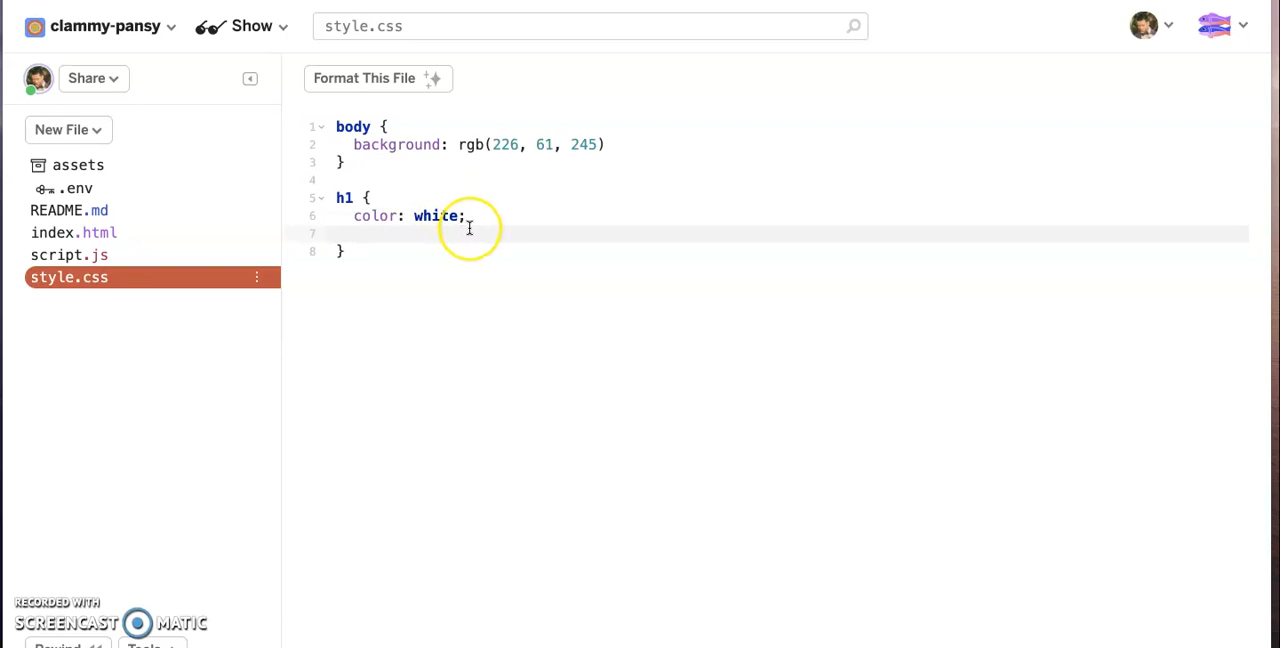 clammy-pansy Show style.css
Share
Format This File
New File
assets
.env
README.md
index.html
script.js
style.css
1 body {
2 background: rgb(226, 61, 245)
3 }
4
5 h1 {
6 color: white;
7
8 }
RECORDED WITH
SCREENCAST MATIC
Rewind Tools